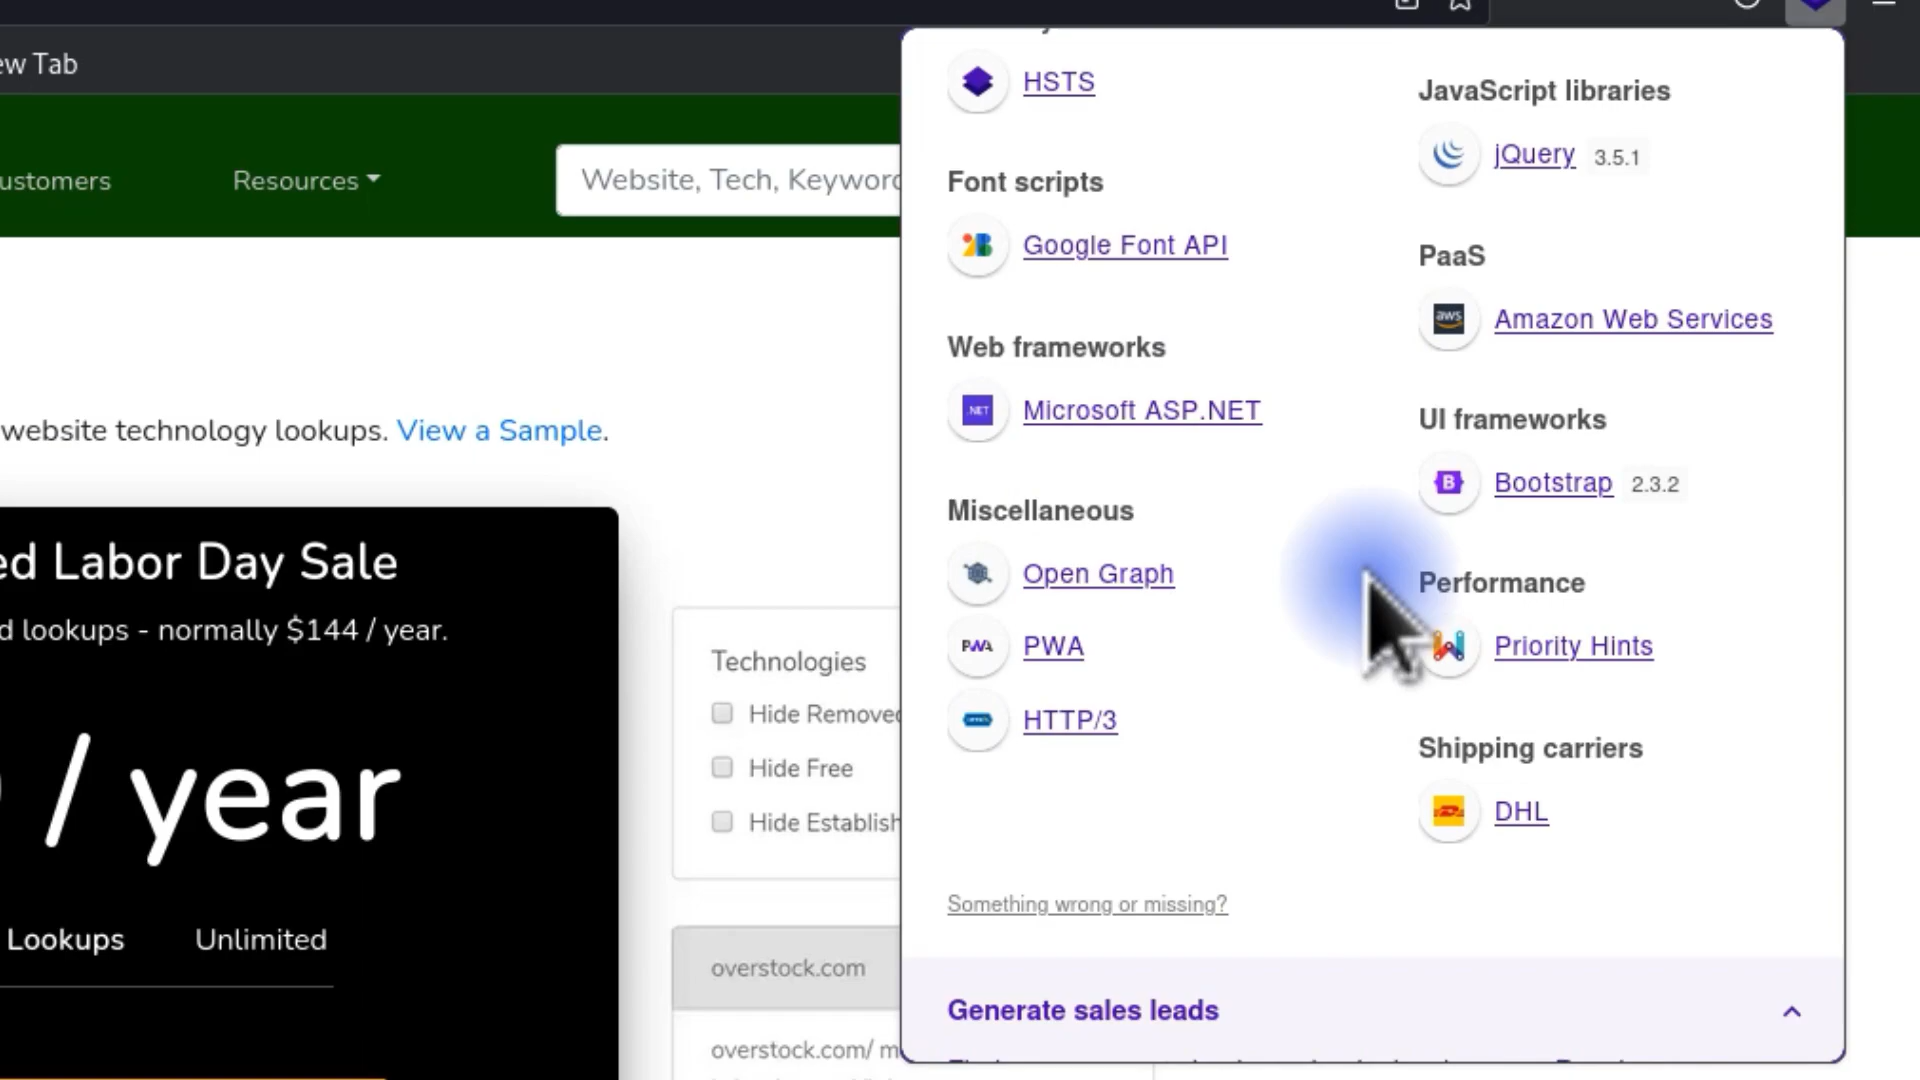 ew Tab
ustomers
Resources
Website, Tech, Keyword
website technology lookups. View a Sample.
ed Labor Day Sale
d lookups - normally $144 / year.
/ year
Lookups
Unlimited
Technologies
Hide Removed
Hide Free
Hide Establish
overstock.com
overstock.com/ m
HSTS
Font scripts
Google Font API
Web frameworks
.NET
Microsoft ASP.NET
Miscellaneous
Open Graph
PWA
PWA
HTTP/3
JavaScript libraries
jQuery 3.5.1
PaaS
aws
Amazon Web Services
UI frameworks
B
Bootstrap 2.3.2
Performance
Priority Hints
Shipping carriers
DHL
Something wrong or missing?
Generate sales leads